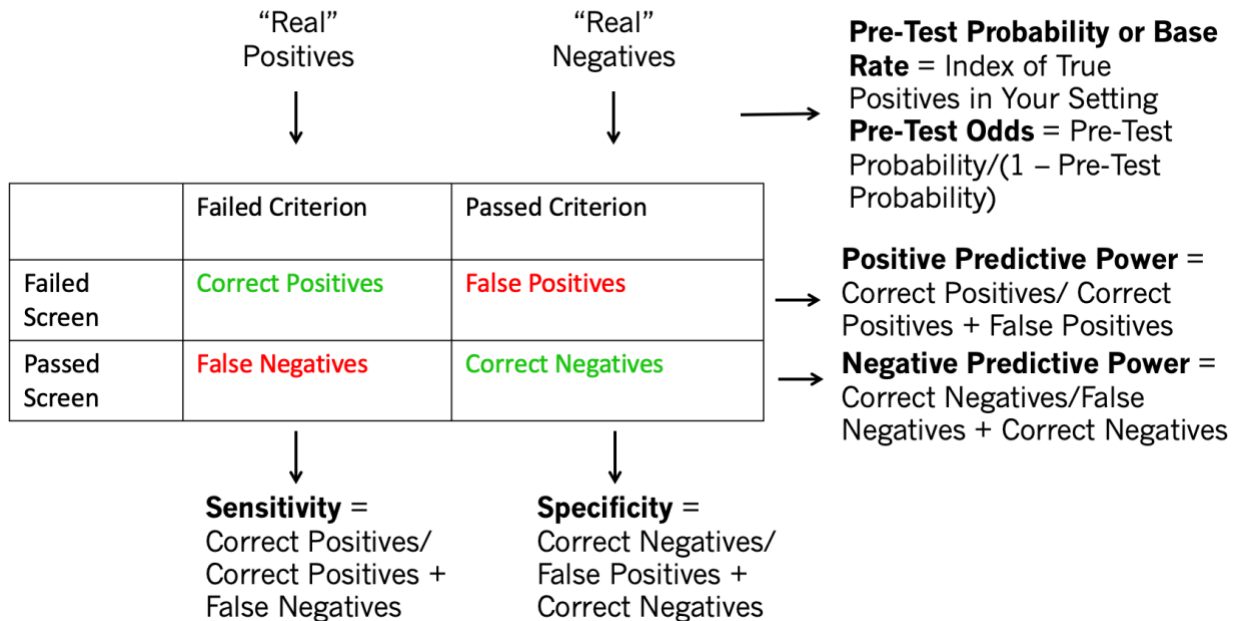 “Real”
Positives
“Real”
Negatives
Pre-Test Probability or Base
Rate = Index of True
Positives in Your Setting
Pre-Test Odds = Pre-Test
Probability/(1 – Pre-Test
Probability)
Failed Criterion
Passed Criterion
Failed
Screen
Correct Positives
False Positives
Positive Predictive Power =
Correct Positives/ Correct
Positives + False Positives
Passed
Screen
False Negatives
Correct Negatives
Negative Predictive Power =
Correct Negatives/False
Negatives + Correct Negatives
Sensitivity =
Correct Positives/
Correct Positives +
False Negatives
Specificity =
Correct Negatives/
False Positives +
Correct Negatives